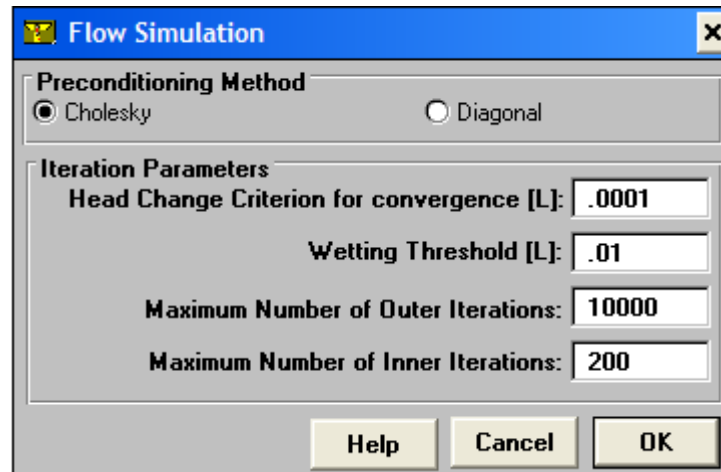 Flow Simulation
Preconditioning Method
Cholesky Diagonal
Iteration Parameters
Head Change Criterion for convergence [L]: .0001
Wetting Threshold [L]: .01
Maximum Number of Outer Iterations: 10000
Maximum Number of Inner Iterations: 200
Help Cancel OK